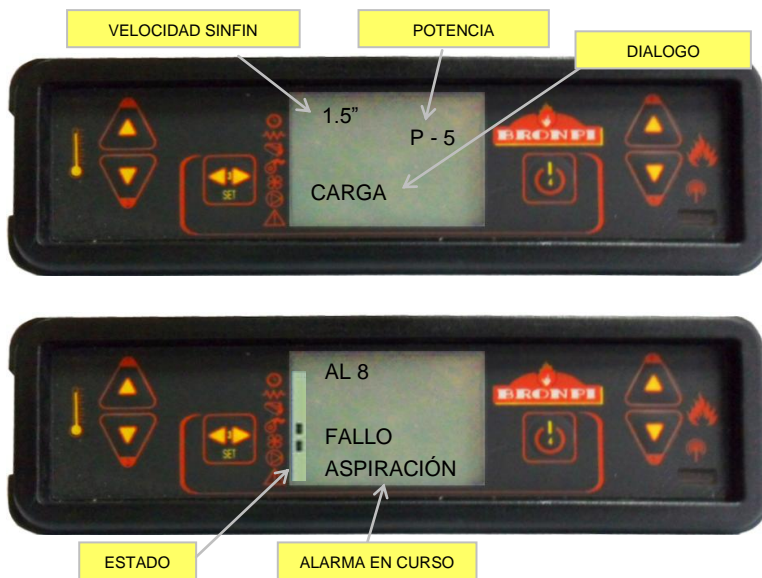 VELOCIDAD SINFIN
POTENCIA
DIALOGO
1.5”
P - 5
CARGA
BRONPI
SET
AL 8
FALLO
ASPIRACIÓN
BRONPI
SET
ESTADO
ALARMA EN CURSO